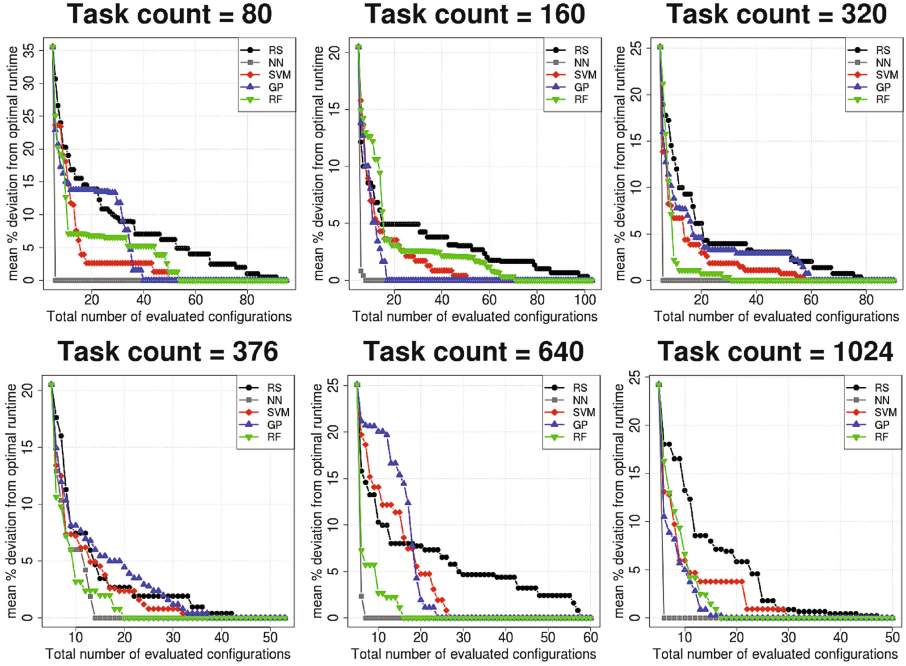 Task count = 80
mean % deviation from optimal runtime
35
30
25
20
15
10
5
0
RS
NN
SVM
GP
RF
20 40 60 80
Total number of evaluated configurations
Task count = 160
mean % deviation from optimal runtime
20
15
10
5
0
RS
NN
SVM
GP
RF
20 40 60 80 100
Total number of evaluated configurations
Task count = 320
mean % deviation from optimal runtime
25
20
15
10
5
0
RS
NN
SVM
GP
RF
20 40 60 80
Total number of evaluated configurations
Task count = 376
mean % deviation from optimal runtime
20
15
10
5
0
RS
NN
SVM
GP
RF
10 20 30 40 50
Total number of evaluated configurations
Task count = 640
mean % deviation from optimal runtime
25
20
15
10
5
0
RS
NN
SVM
GP
RF
10 20 30 40 50 60
Total number of evaluated configurations
Task count = 1024
mean % deviation from optimal runtime
25
20
15
10
5
0
RS
NN
SVM
GP
RF
10 20 30 40 50
Total number of evaluated configurations